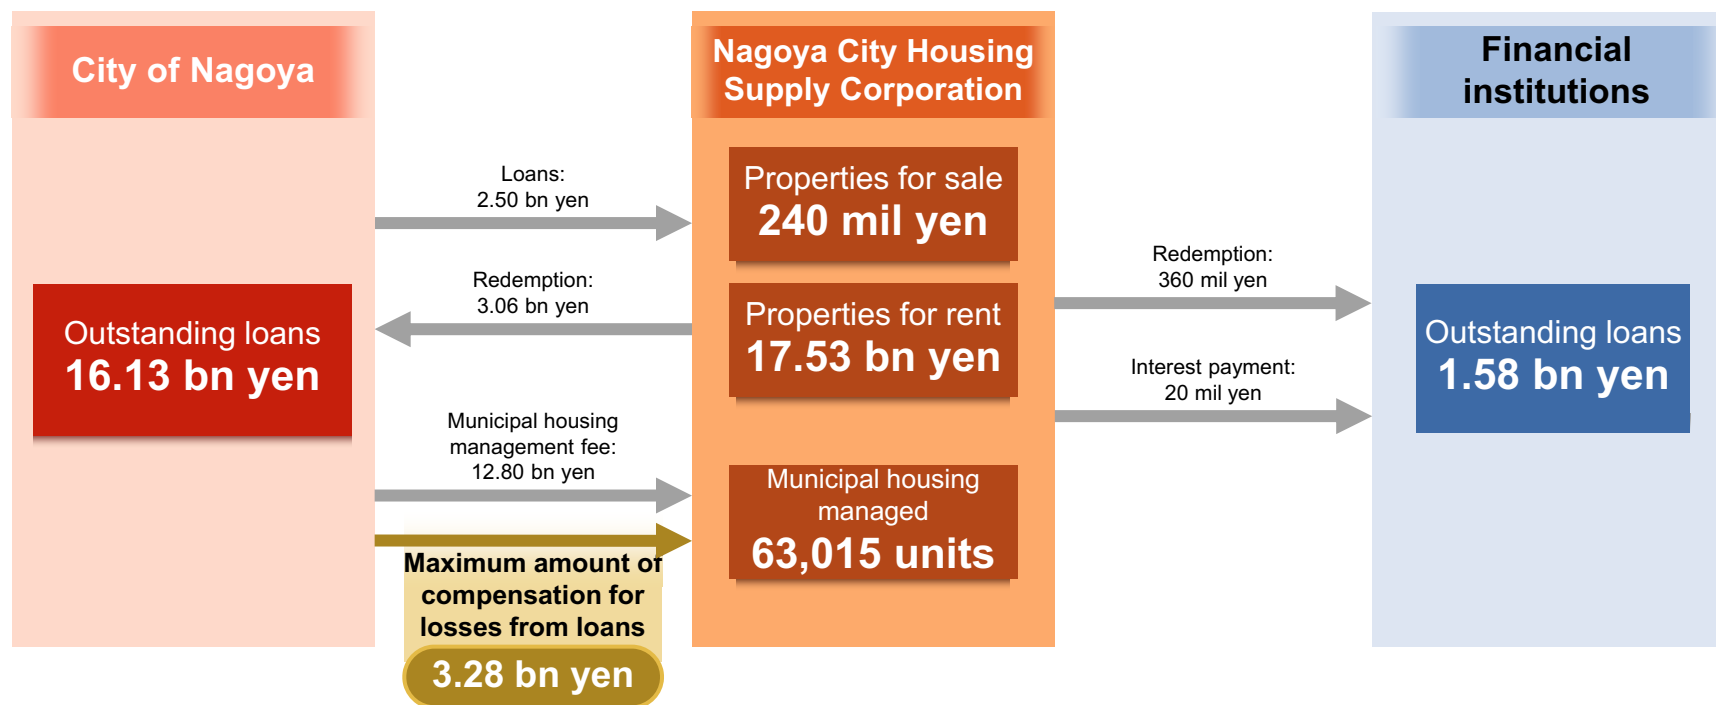 City of Nagoya
Nagoya City Housing
Supply Corporation
Financial
institutions
Loans:
2.50 bn yen
Redemption:
3.06 bn yen
Outstanding loans
16.13 bn yen
Municipal housing
management fee:
12.80 bn yen
Maximum amount of
compensation for
losses from loans
3.28 bn yen
Properties for sale
240 mil yen
Properties for rent
17.53 bn yen
Municipal housing
managed
63,015 units
Redemption:
360 mil yen
Interest payment:
20 mil yen
Outstanding loans
1.58 bn yen